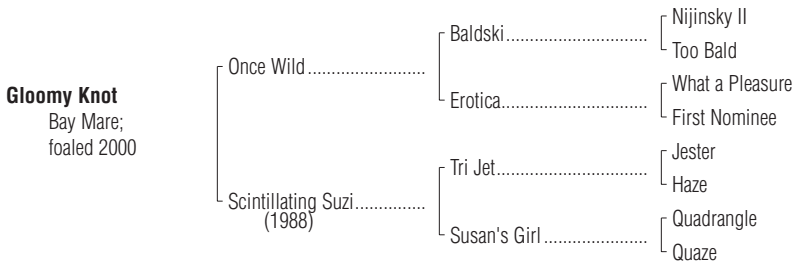 Gloomy Knot
Bay Mare;
foaled 2000
Once Wild........................
Scintillating Suzi...............
(1988)
Baldski..............................
Erotica...............................
Tri Jet................................
Susan's Girl......................
Nijinsky II
Too Bald
What a Pleasure
First Nominee
Jester
Haze
Quadrangle
Quaze